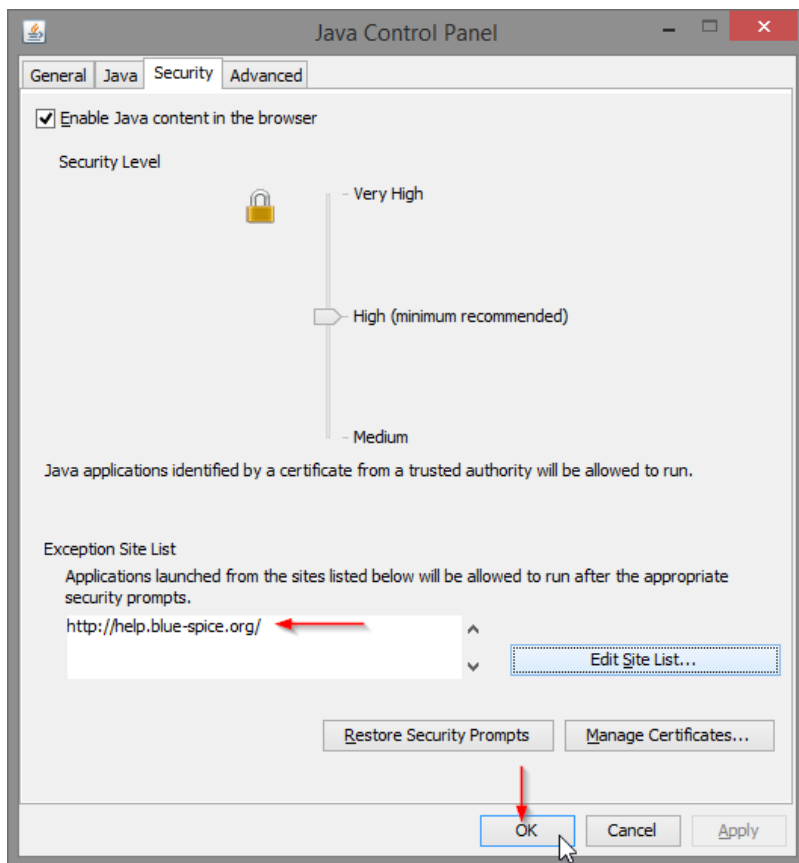 Java Control Panel
General Java Security Advanced
Enable Java content in the browser
Security Level
Very High
High (minimum recommended)
Medium
Java applications identified by a certificate from a trusted authority will be allowed to run.
Exception Site List
Applications launched from the sites listed below will be allowed to run after the appropriate
security prompts.
http://help.blue-spice.org/
Edit Site List...
Restore Security Prompts Manage Certificates...
OK Cancel Apply